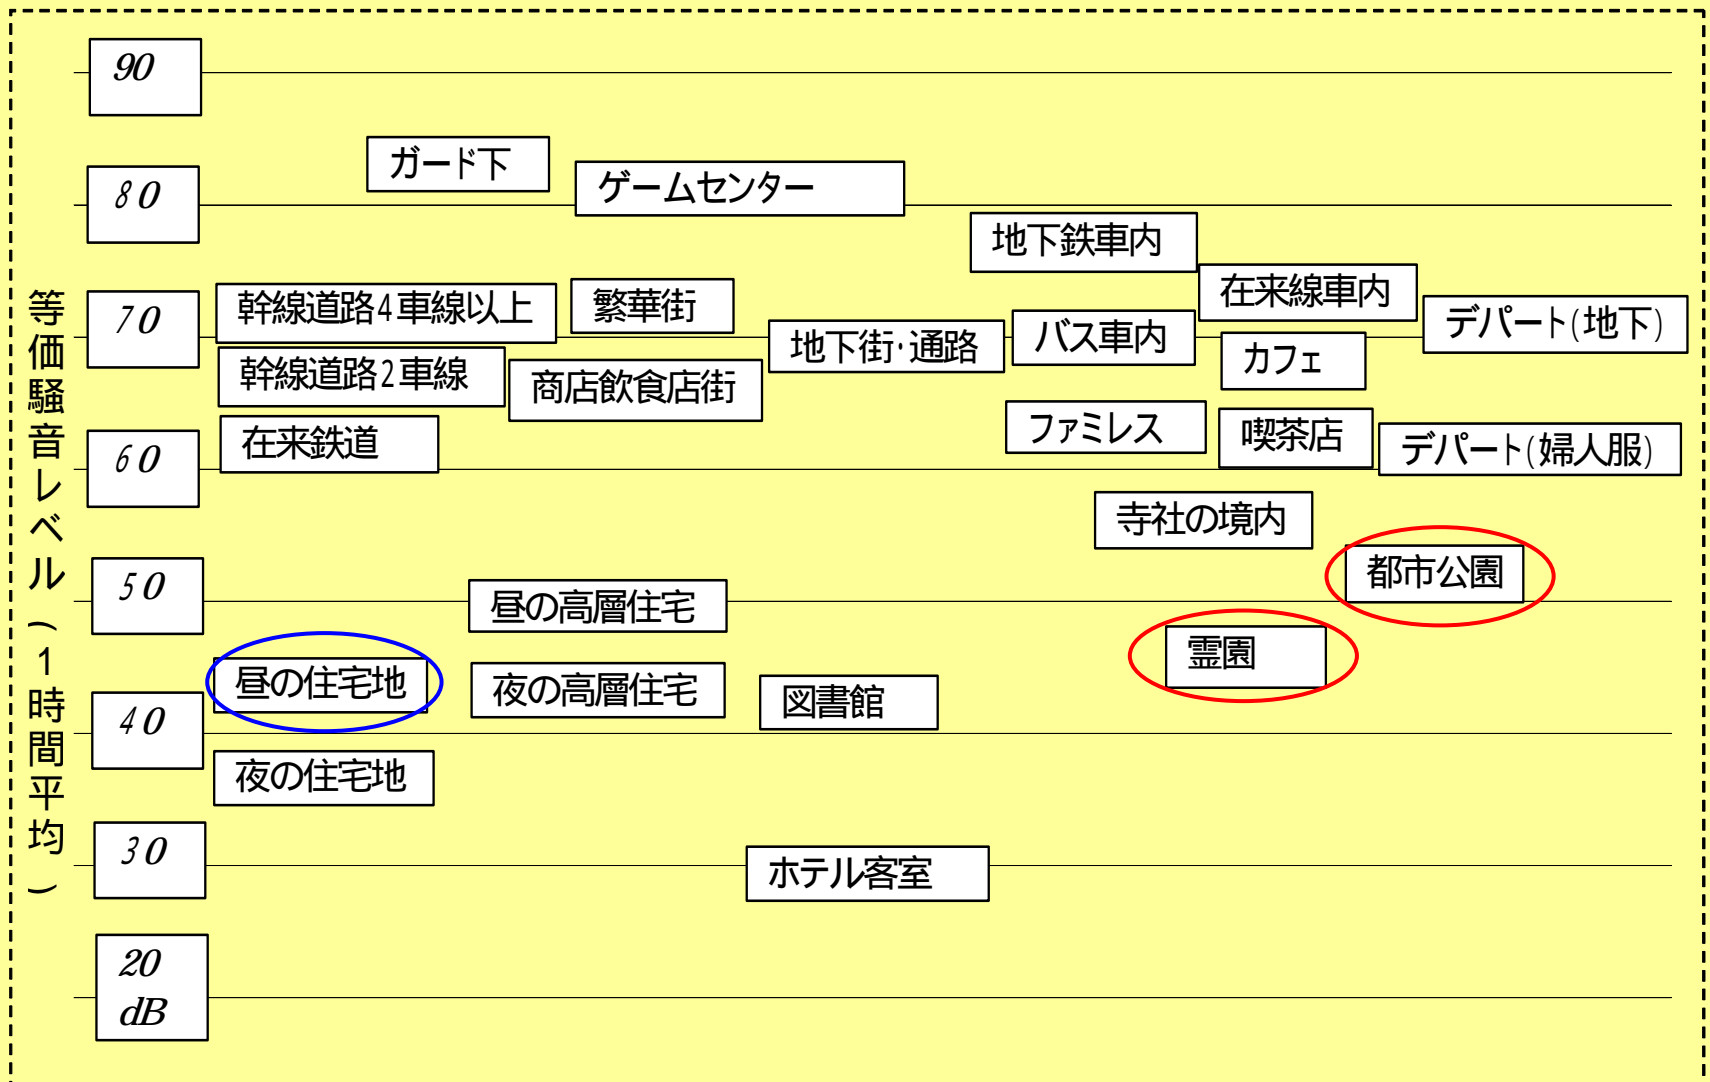 90
ガード下
ゲームセンター
80
地下鉄車内
在来線車内
幹線道路4車線以上
繁華街
デパート(地下)
70
地下街・通路
バス車内
カフェ
幹線道路2車線
商店飲食店街
ファミレス
喫茶店
在来鉄道
デパート(婦人服)
60
寺社の境内
都市公園
50
昼の高層住宅
霊園
昼の住宅地
夜の高層住宅
図書館
40
夜の住宅地
30
ホテル客室
20
dB
等価騒音レベル(1時間平均)